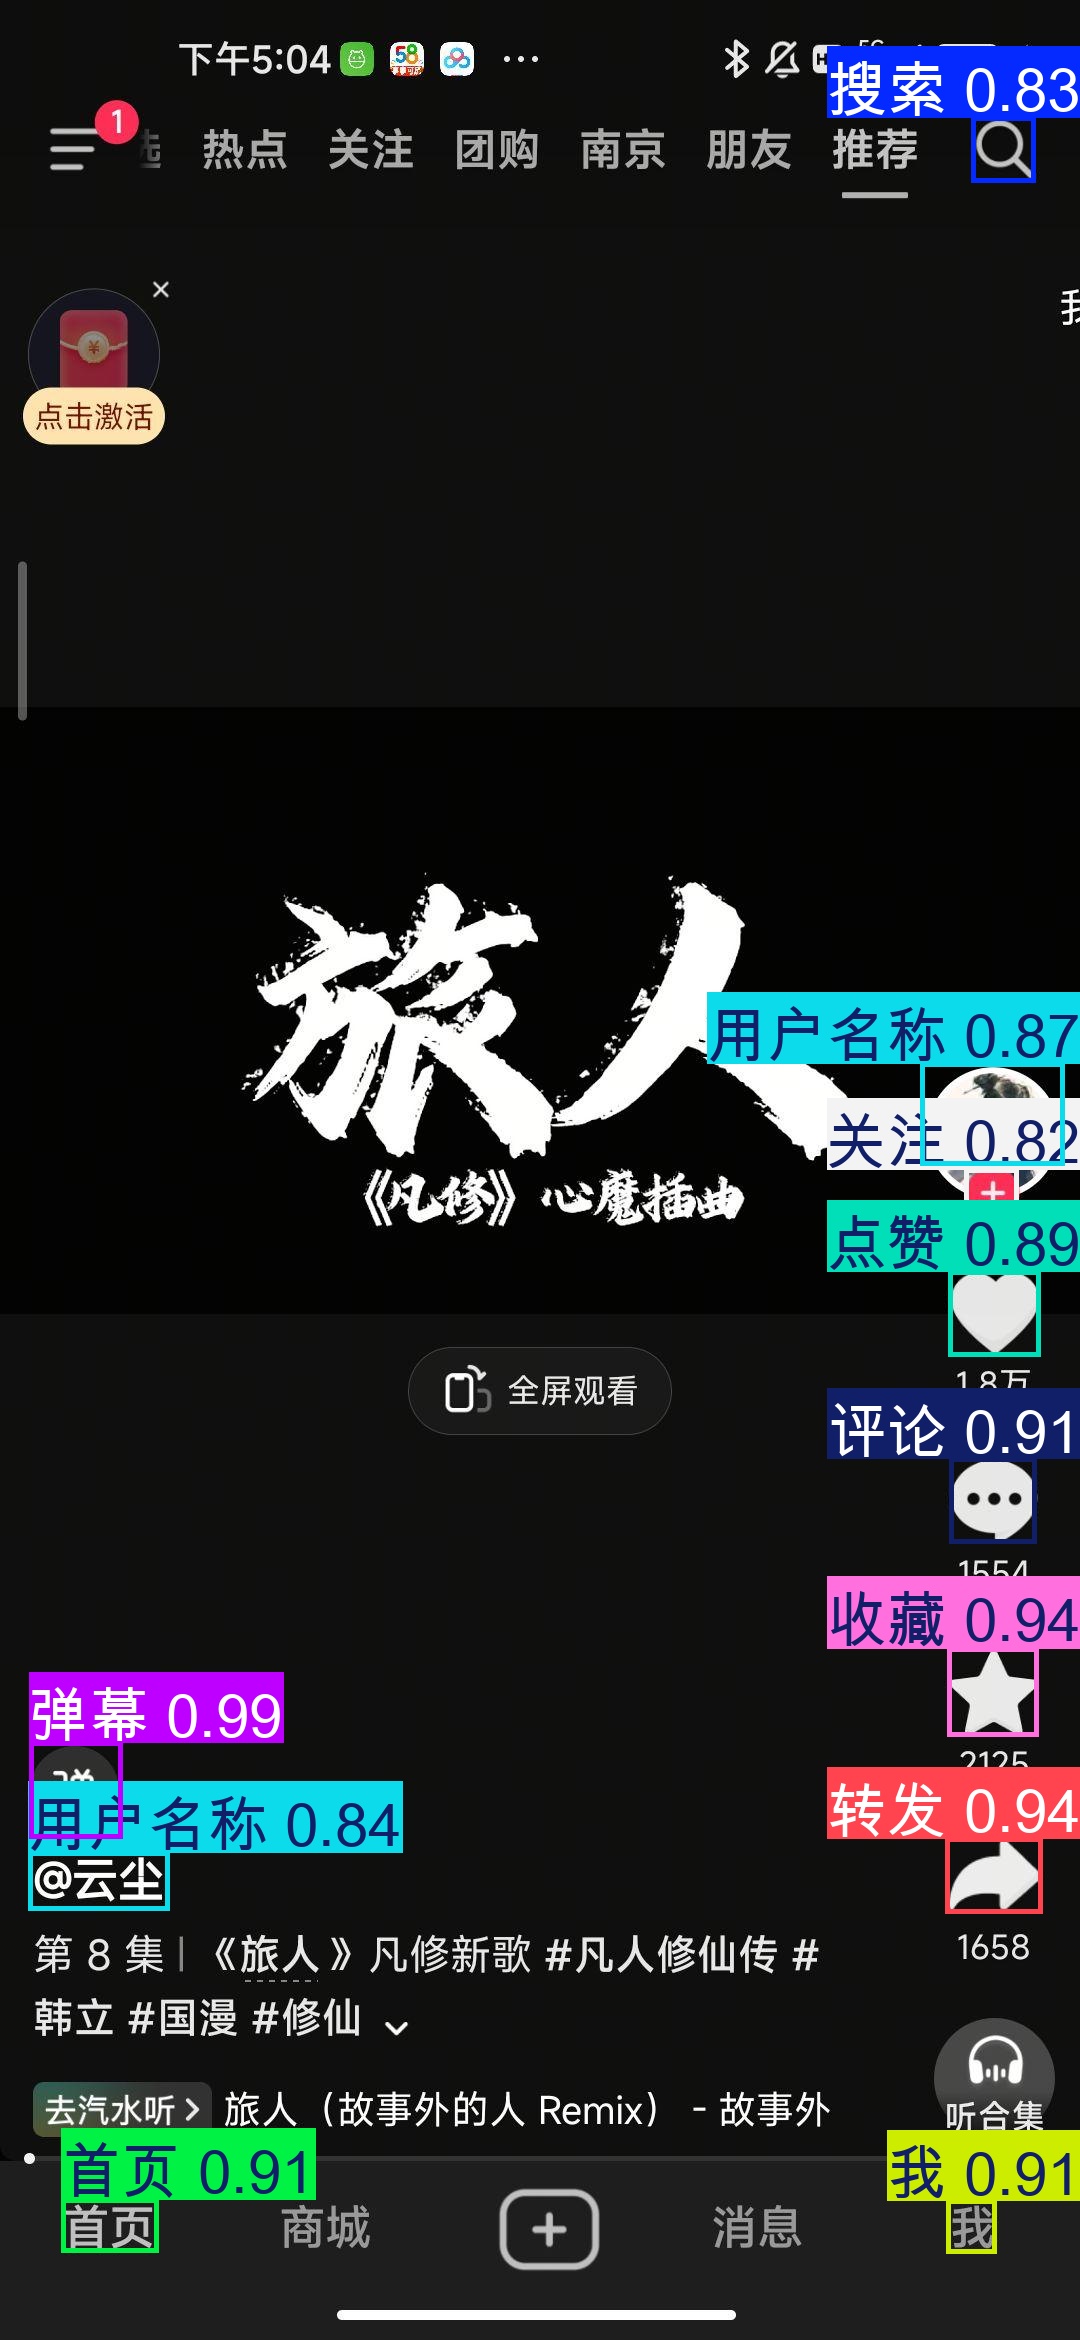 下午5:04
58
搜索 0.83
1
热点 关注 团购 南京 朋友 推荐
点击激活
旅人
用户名称 0.87
关注 0.82
《凡修》心魔插曲
点赞 0.89
全屏观看
1.8万
评论 0.91
1554
收藏 0.94
弹幕 0.99
2125
转发 0.94
用户名称 0.84
@云尘
1658
第 8 集 | 《旅人》凡修新歌 #凡人修仙传 #
韩立 #国漫 #修仙
去汽水听 旅人（故事外的人 Remix） - 故事外
听合集
首页 0.91
我 0.91
首页 商城 消息 我